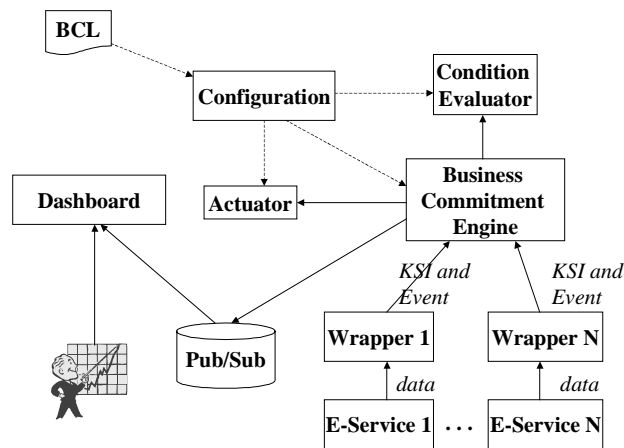 BCL
Configuration
Condition
Evaluator
Dashboard
Actuator
Business
Commitment
Engine
KSI and
Event
KSI and
Event
Pub/Sub
Wrapper 1
Wrapper N
data
data
E-Service 1
. . .
E-Service N